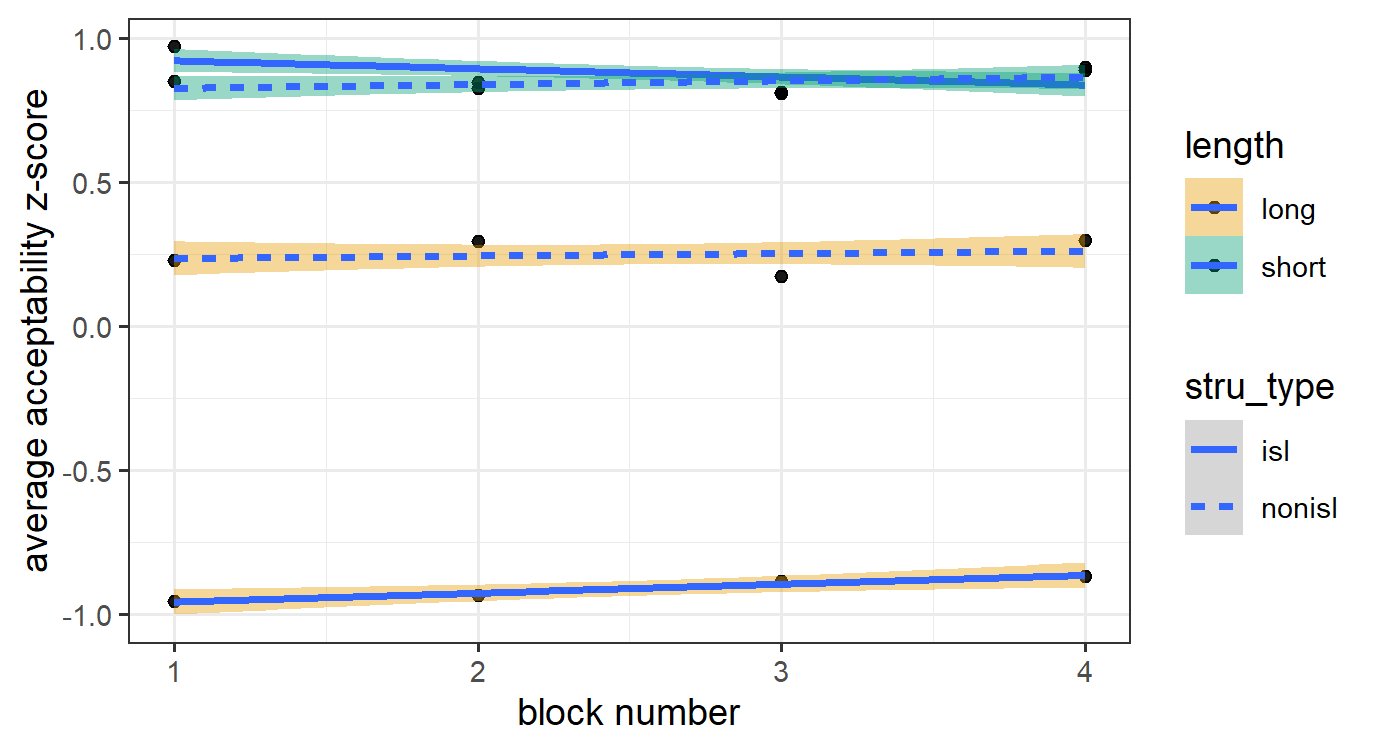 average acceptability z-score
1.0
0.5
0.0
-0.5
-1.0
1 2 3 4
block number
length
long
short
stru_type
isl
nonisl